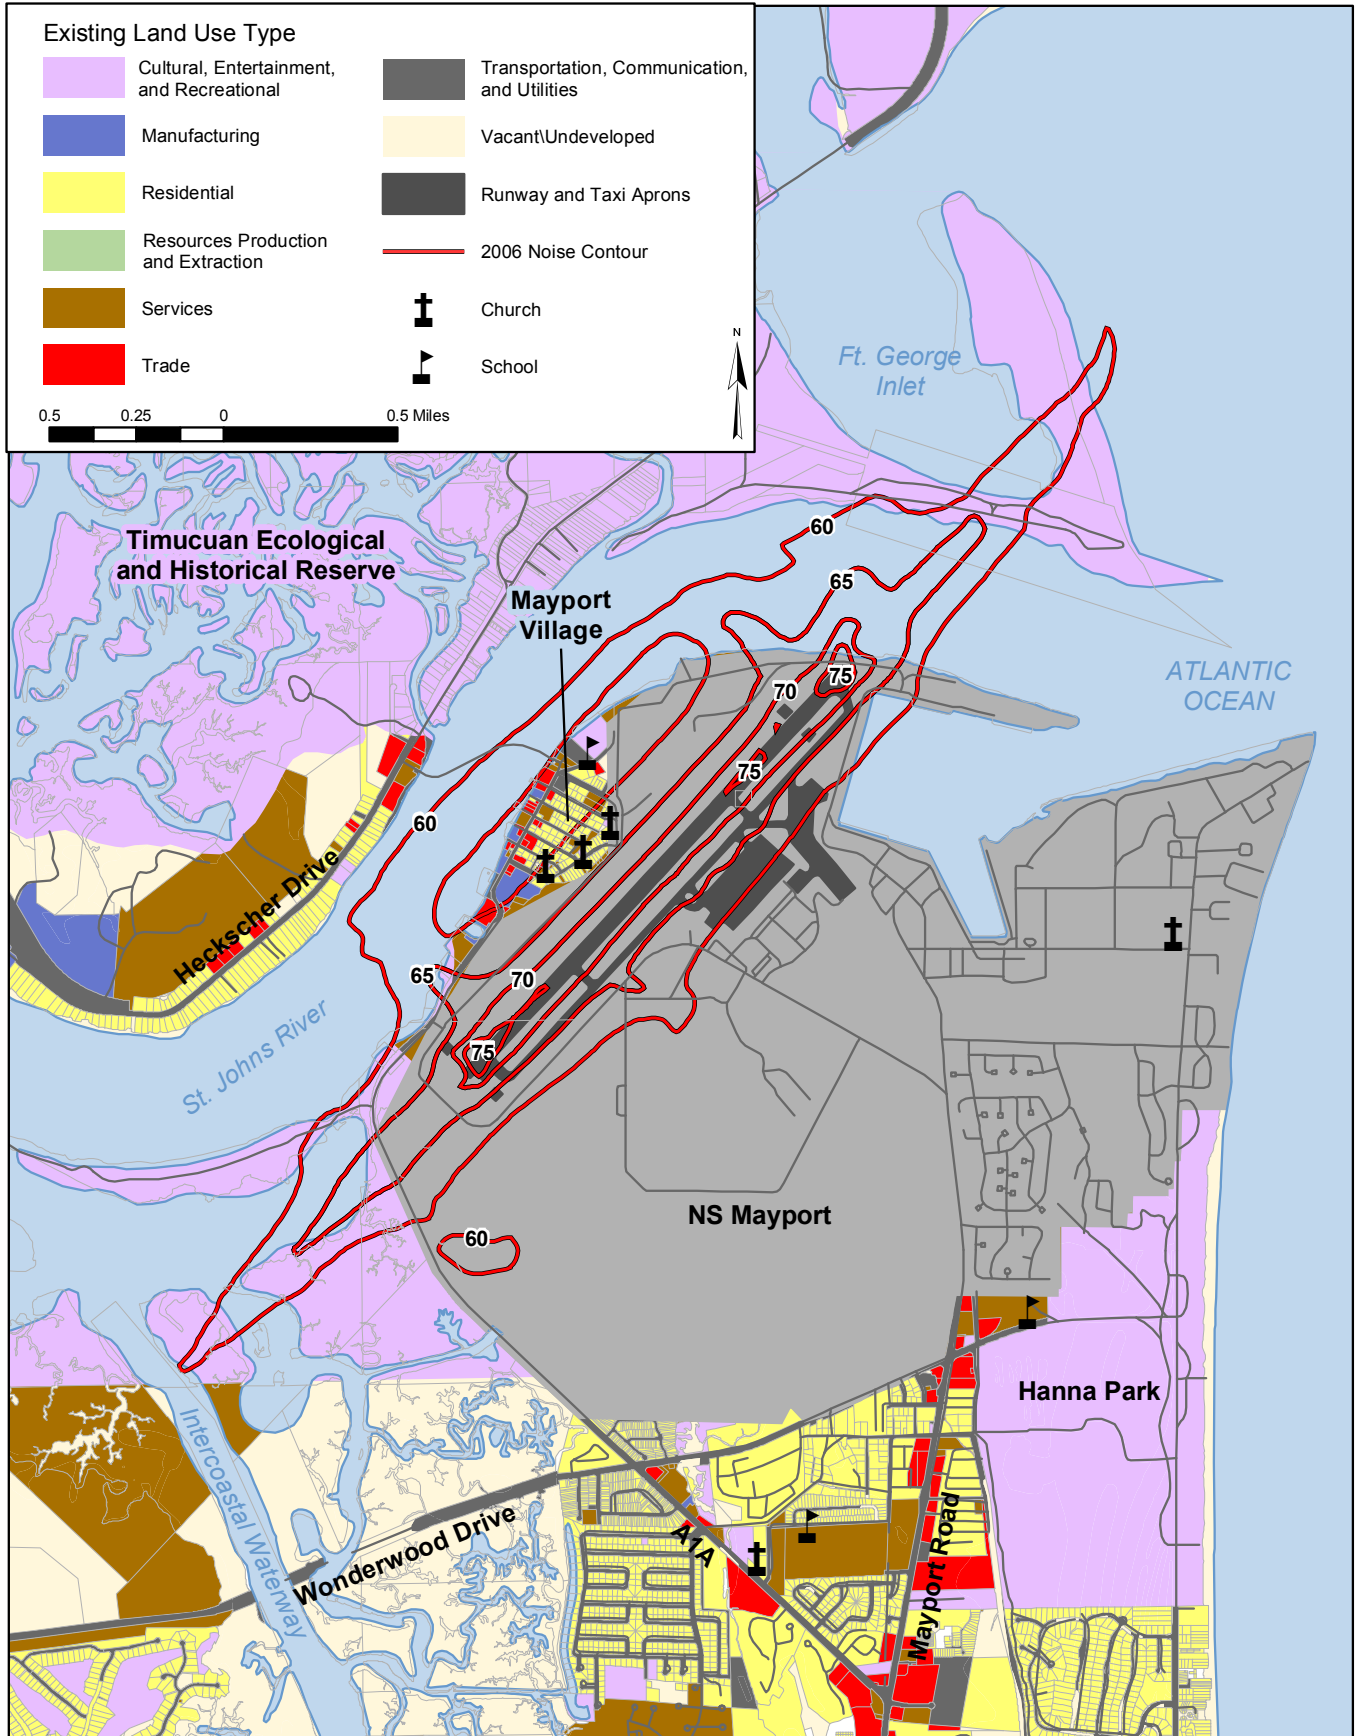 Existing Land Use Type
Cultural, Entertainment,
and Recreational
Manufacturing
Residential
Resources Production
and Extraction
Services
Trade
Transportation, Communication,
and Utilities
Vacant\Undeveloped
Runway and Taxi Aprons
2006 Noise Contour
Church
School
N
0.5 0.25 0 0.5 Miles
Ft. George
Inlet
60
Timucuan Ecological
and Historical Reserve
65
Mayport
Village
ATLANTIC
OCEAN
75
70
75
60
Heckscher Drive
65
70
St. Johns River
75
NS Mayport
60
Hanna Park
Intercoastal Waterway
Wonderwood Drive
A1A
Mayport Road